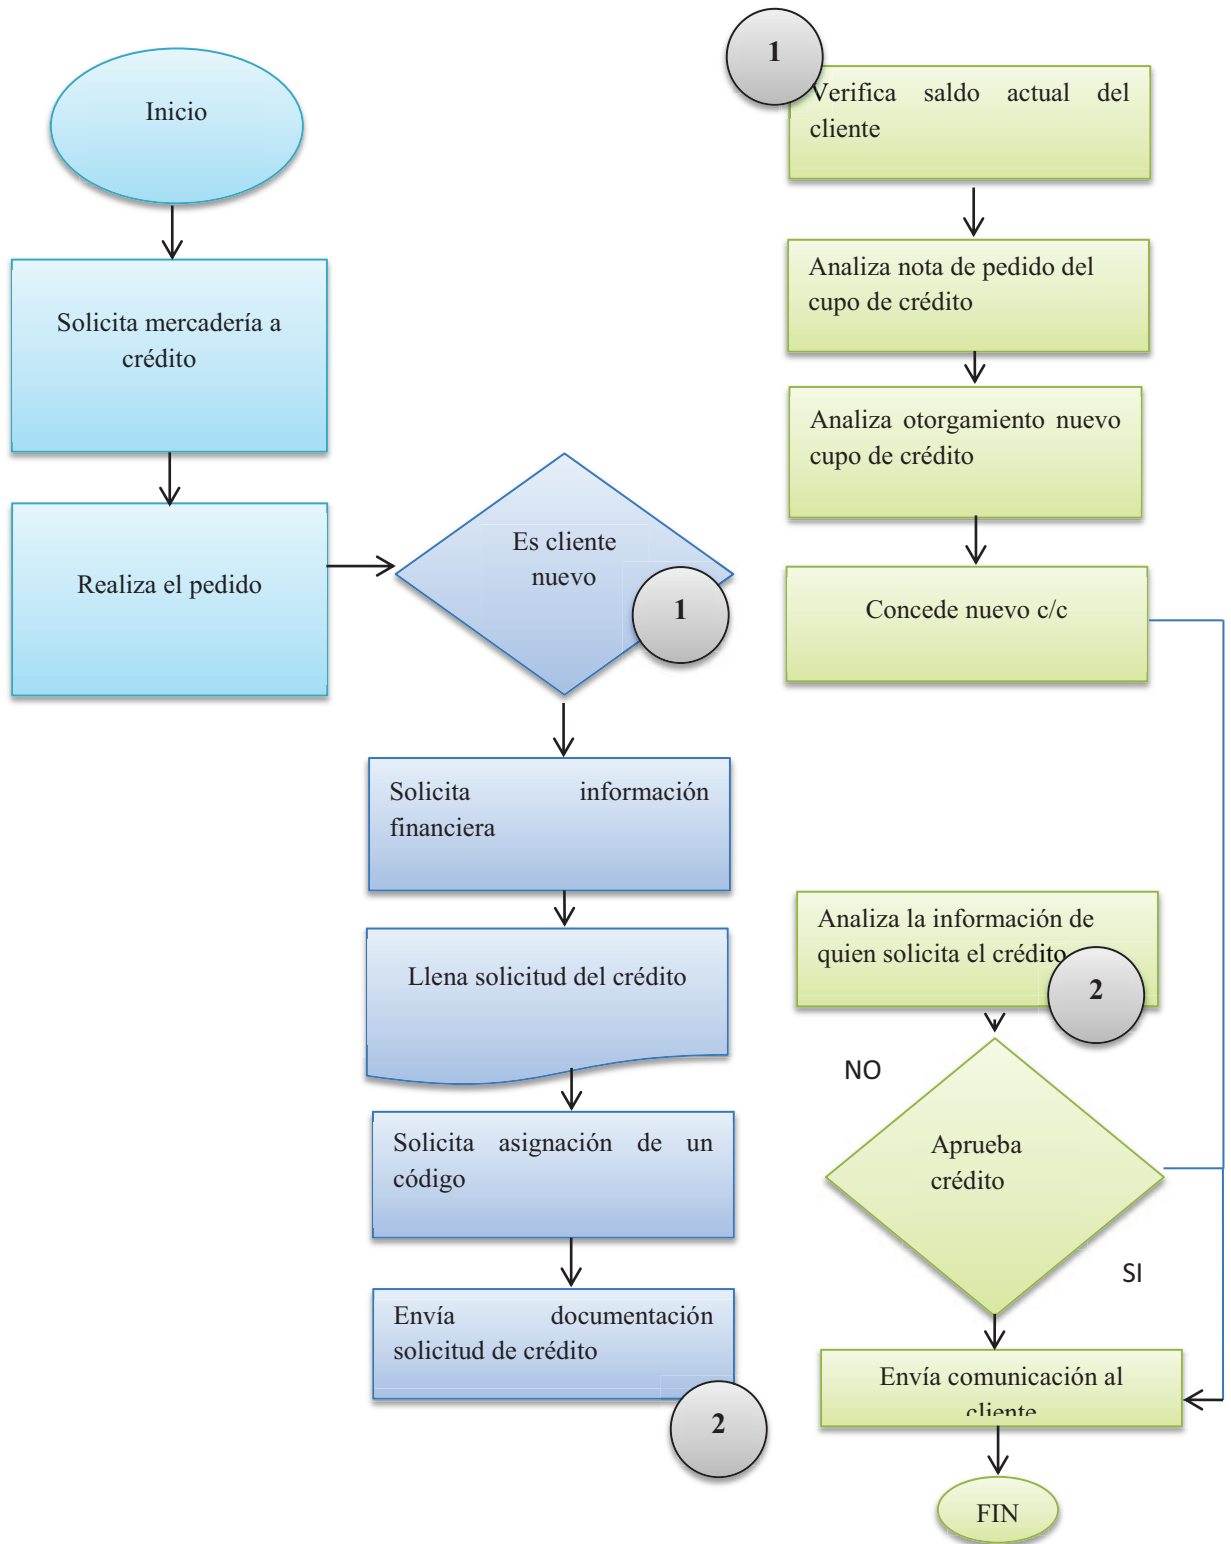 Inicio
Solicita mercadería a
crédito
Realiza el pedido
Es cliente
nuevo
1
Solicita información
financiera
Llena solicitud del crédito
Solicita asignación de un
código
Envía documentación
solicitud de crédito
2
1
Verifica saldo actual del
cliente
Analiza nota de pedido del
cupo de crédito
Analiza otorgamiento nuevo
cupo de crédito
Concede nuevo c/c
Analiza la información de
quien solicita el crédito
2
NO
Aprueba
crédito
SI
Envía comunicación al
cliente
FIN